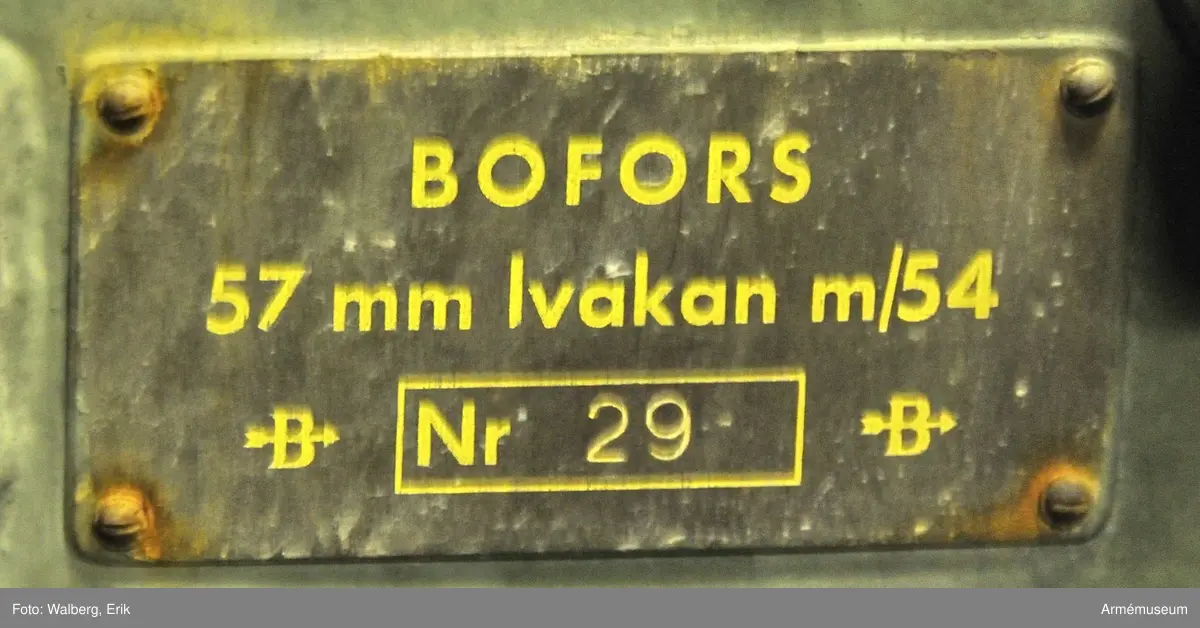 BOFORS
57 mm lvakan m/54
B Nr 29 B
Foto: Walberg, Erik Armémuseum